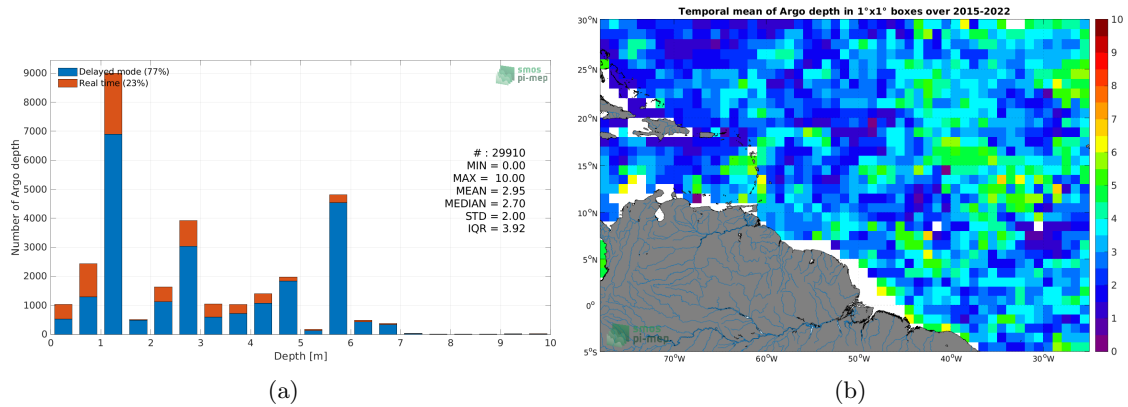 Delayed mode (77%)
Real time (23%)
smos
pi-mep
# : 29910
MIN = 0.00
MAX = 10.00
MEAN = 2.95
MEDIAN = 2.70
STD = 2.00
IQR = 3.92
Number of Argo depth
9000
8000
7000
6000
5000
4000
3000
2000
1000
0
0 1 2 3 4 5 6 7 8 9 10
Depth [m]
(a)
Temporal mean of Argo depth in 1°x1° boxes over 2015-2022
30°N
25°N
20°N
15°N
10°N
5°N
0°
5°S
70°W 60°W 50°W 40°W 30°W
smos
pi-mep
10
9
8
7
6
5
4
3
2
1
0
(b)